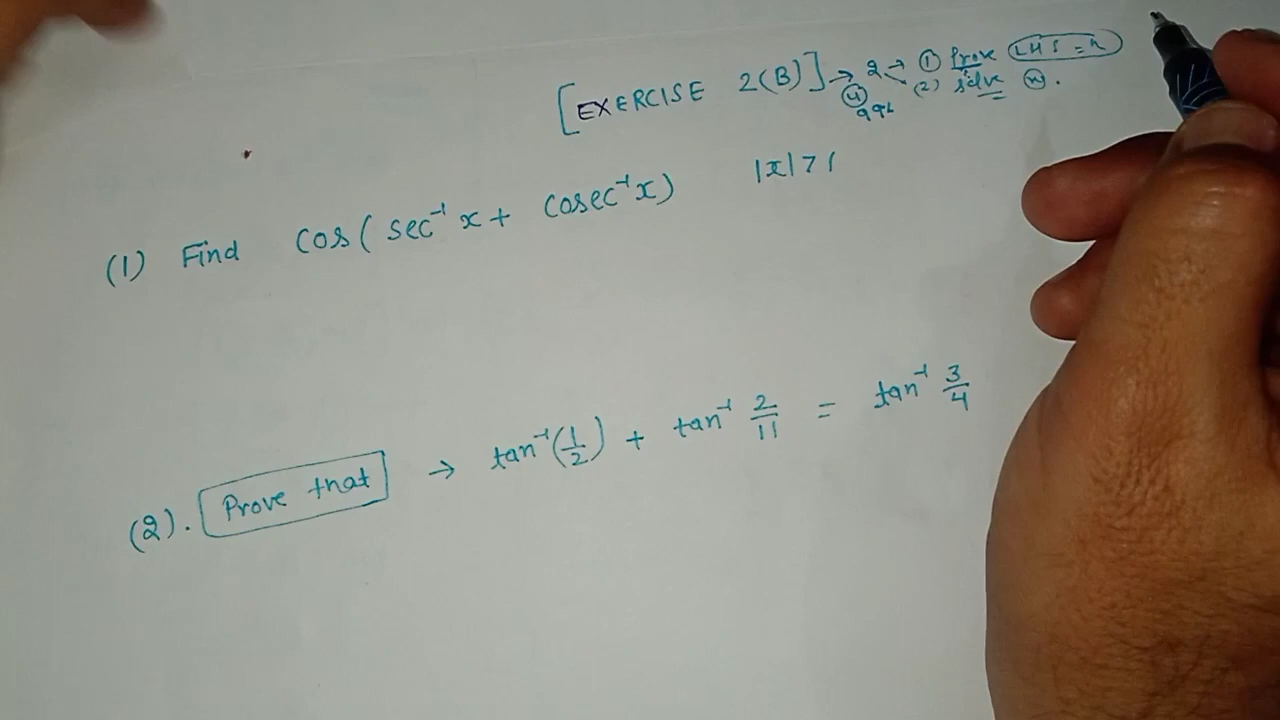 [EXERCISE 2(B)] → 2 → ① Prove LHS =
④ (2) solve x.
(1) Find cos( sec⁻¹ x + cosec⁻¹x) |x| > 1
(2). Prove that → tan⁻¹(1/2) + tan⁻¹ 2/11 = tan⁻¹ 3/4